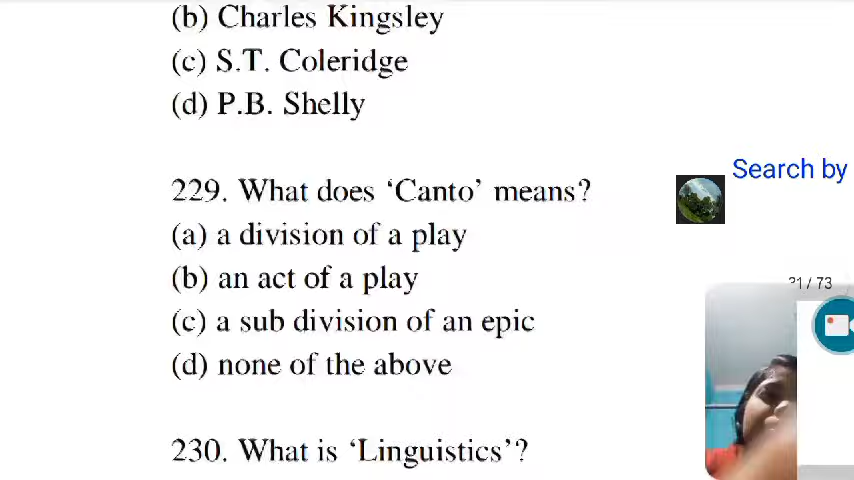 (b) Charles Kingsley
(c) S.T. Coleridge
(d) P.B. Shelly
229. What does ‘Canto’ means?
Search by
(a) a division of a play
(b) an act of a play
/ 73
(c) a sub division of an epic
(d) none of the above
230. What is ‘Linguistics’?